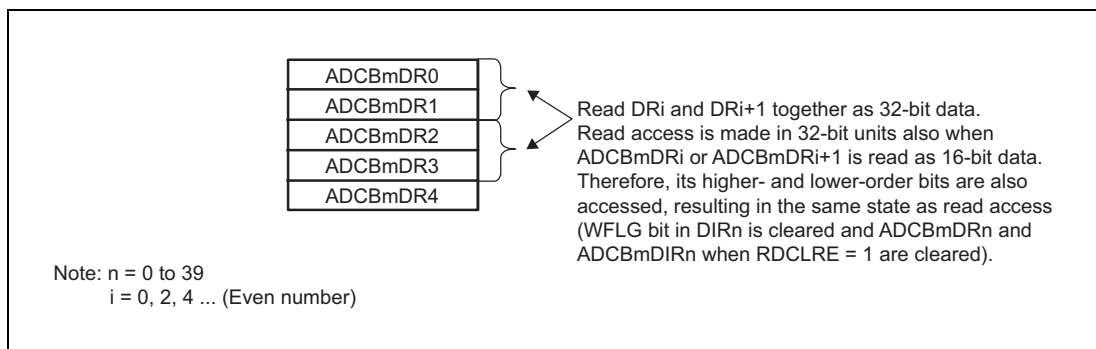 ADCBmDR0
ADCBmDR1
ADCBmDR2
ADCBmDR3
ADCBmDR4
Read DRi and DRi+1 together as 32-bit data.
Read access is made in 32-bit units also when
ADCBmDRi or ADCBmDRi+1 is read as 16-bit data.
Therefore, its higher- and lower-order bits are also
accessed, resulting in the same state as read access
(WFLG bit in DIRn is cleared and ADCBmDRn and
ADCBmDIRn when RDCLRE = 1 are cleared).
Note: n = 0 to 39
i = 0, 2, 4 ... (Even number)